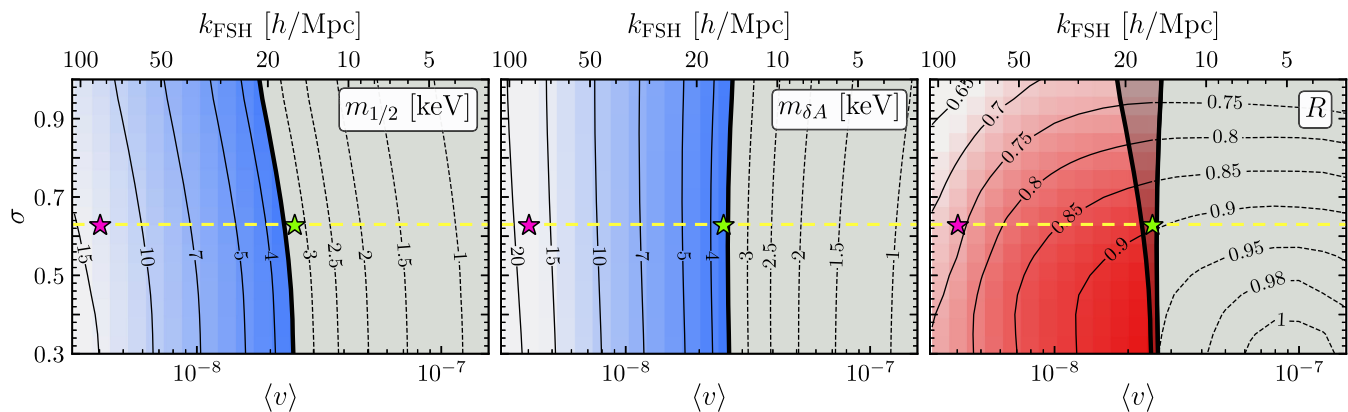 k_FSH [h/Mpc]
100 50 20 10 5
m_{1/2} [keV]
σ
0.9
0.7
0.5
0.3
15 10 7 5 4 3 2.5 2 1.5 1
10^{-8} 10^{-7}
⟨v⟩
k_FSH [h/Mpc]
100 50 20 10 5
m_{δA} [keV]
20 15 10 7 5 4 3 2.5 2 1.5 1
10^{-8} 10^{-7}
⟨v⟩
k_FSH [h/Mpc]
100 50 20 10 5
R
0.65
0.7
0.75
0.8
0.85
0.9
0.75
0.8
0.85
0.9
0.95
0.98
1
10^{-8} 10^{-7}
⟨v⟩